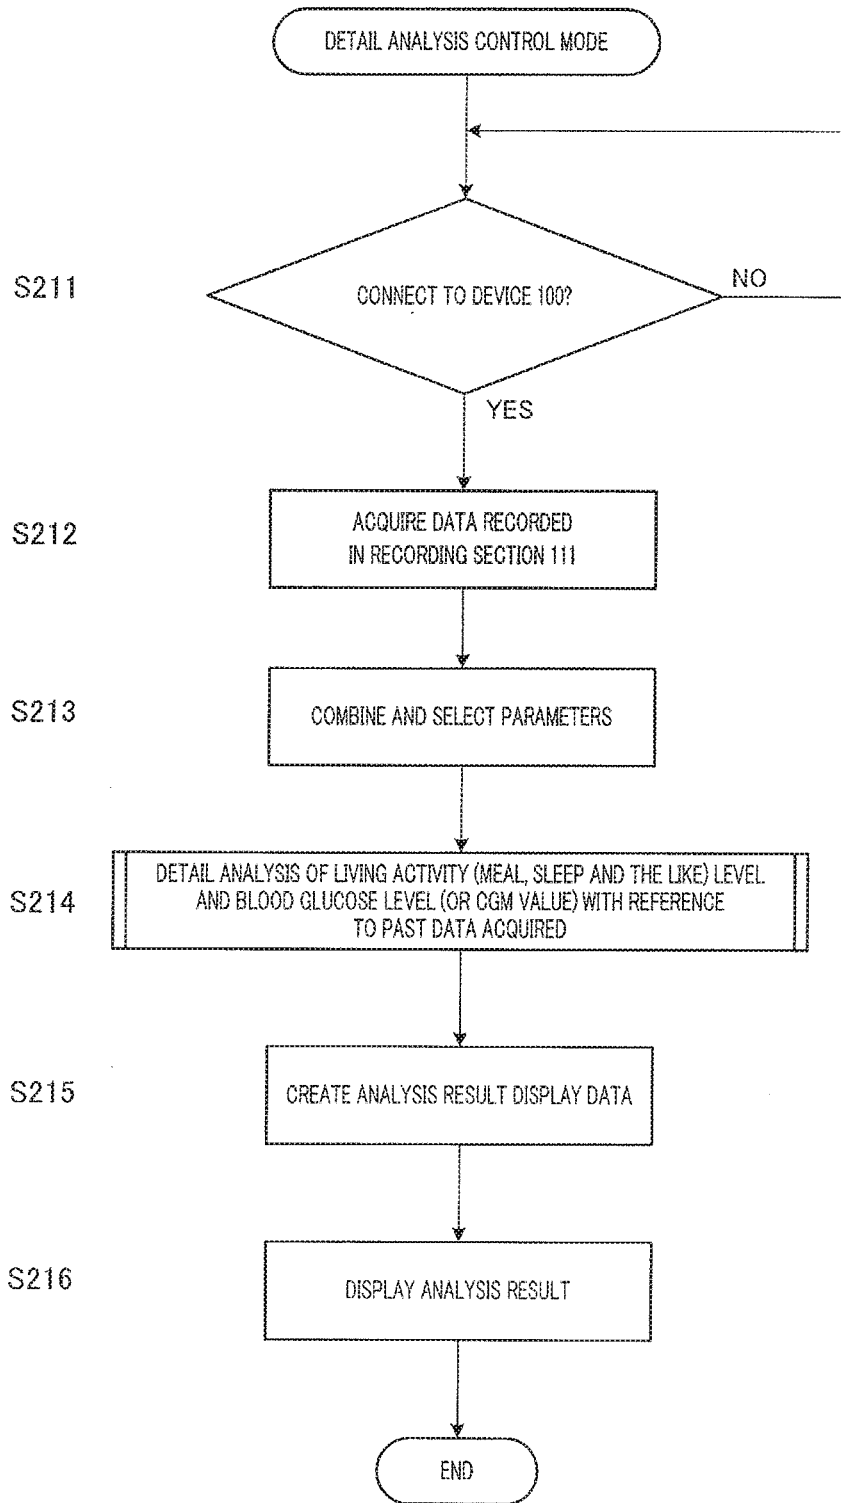 DETAIL ANALYSIS CONTROL MODE
S211
CONNECT TO DEVICE 100?
NO
YES
S212
ACQUIRE DATA RECORDED
IN RECORDING SECTION 111
S213
COMBINE AND SELECT PARAMETERS
S214
DETAIL ANALYSIS OF LIVING ACTIVITY (MEAL, SLEEP AND THE LIKE) LEVEL
AND BLOOD GLUCOSE LEVEL (OR CGM VALUE) WITH REFERENCE
TO PAST DATA ACQUIRED
S215
CREATE ANALYSIS RESULT DISPLAY DATA
S216
DISPLAY ANALYSIS RESULT
END